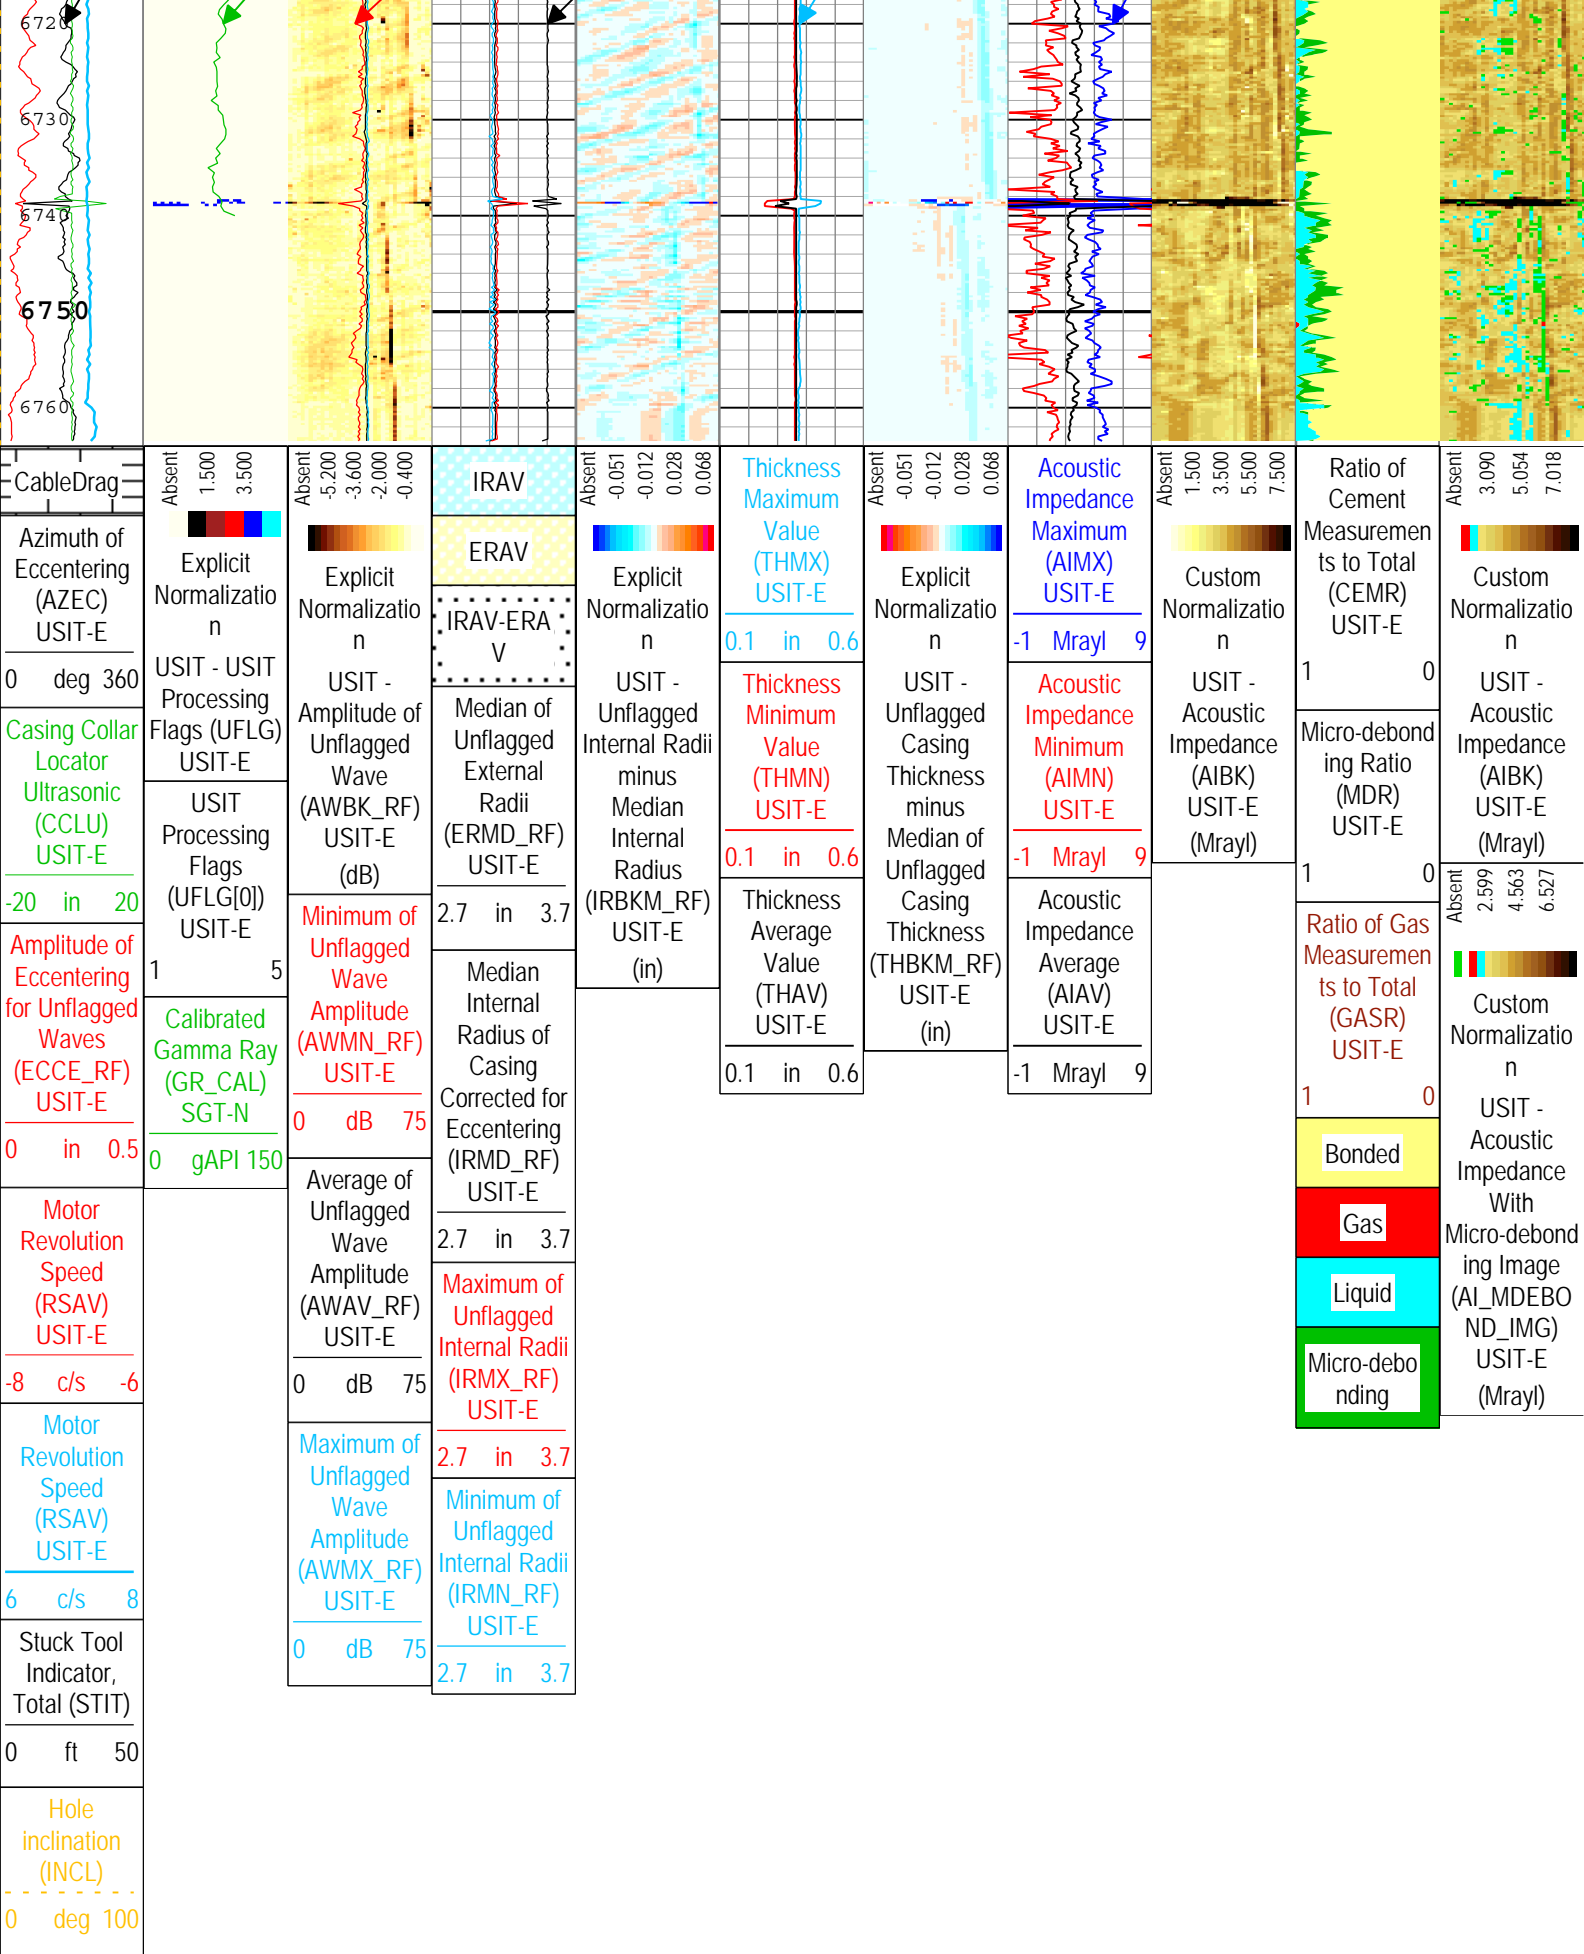 6720
6730
6740
6750
6760
CableDrag
Azimuth of
Eccentering
(AZEC)
USIT-E
0 deg 360
Casing Collar
Locator
Ultrasonic
(CCLU)
USIT-E
-20 in 20
Amplitude of
Eccentering
for Unflagged
Waves
(ECCE_RF)
USIT-E
0 in 0.5
Motor
Revolution
Speed
(RSAV)
USIT-E
-8 c/s -6
Motor
Revolution
Speed
(RSAV)
USIT-E
6 c/s 8
Stuck Tool
Indicator,
Total (STIT)
0 ft 50
Hole
inclination
(INCL)
0 deg 100
Absent
1.500
3.500
Explicit
Normalizatio
n
USIT - USIT
Processing
Flags (UFLG)
USIT-E
USIT
Processing
Flags
(UFLG[0])
USIT-E
1 5
Calibrated
Gamma Ray
(GR_CAL)
SGT-N
0 gAPI 150
Absent
-5.200
-3.600
-2.000
-0.400
Explicit
Normalizatio
n
USIT -
Amplitude of
Unflagged
Wave
(AWBK_RF)
USIT-E
(dB)
Minimum of
Unflagged
Wave
Amplitude
(AWMN_RF)
USIT-E
0 dB 75
Average of
Unflagged
Wave
Amplitude
(AWAV_RF)
USIT-E
0 dB 75
Maximum of
Unflagged
Wave
Amplitude
(AWMX_RF)
USIT-E
0 dB 75
IRAV
ERAV
IRAV-ERA
V
Median of
Unflagged
External
Radii
(ERMD_RF)
USIT-E
2.7 in 3.7
Median
Internal
Radius of
Casing
Corrected for
Eccentering
(IRMD_RF)
USIT-E
2.7 in 3.7
Maximum of
Unflagged
Internal Radii
(IRMX_RF)
USIT-E
2.7 in 3.7
Minimum of
Unflagged
Internal Radii
(IRMN_RF)
USIT-E
2.7 in 3.7
Absent
-0.051
-0.012
0.028
0.068
Explicit
Normalizatio
n
USIT -
Unflagged
Internal Radii
minus
Median
Internal
Radius
(IRBKM_RF)
USIT-E
(in)
Thickness
Maximum
Value
(THMX)
USIT-E
0.1 in 0.6
Thickness
Minimum
Value
(THMN)
USIT-E
0.1 in 0.6
Thickness
Average
Value
(THAV)
USIT-E
0.1 in 0.6
Absent
-0.051
-0.012
0.028
0.068
Explicit
Normalizatio
n
USIT -
Unflagged
Casing
Thickness
minus
Median of
Unflagged
Casing
Thickness
(THBKM_RF)
USIT-E
(in)
Acoustic
Impedance
Maximum
(AIMX)
USIT-E
-1 Mrayl 9
Acoustic
Impedance
Minimum
(AIMN)
USIT-E
-1 Mrayl 9
Acoustic
Impedance
Average
(AIAV)
USIT-E
-1 Mrayl 9
Absent
1.500
3.500
5.500
7.500
Custom
Normalizatio
n
USIT -
Acoustic
Impedance
(AIBK)
USIT-E
(Mrayl)
Ratio of
Cement
Measuremen
ts to Total
(CEMR)
USIT-E
1 0
Micro-debond
ing Ratio
(MDR)
USIT-E
1 0
Ratio of Gas
Measuremen
ts to Total
(GASR)
USIT-E
1 0
Bonded
Gas
Liquid
Micro-debo
nding
Absent
3.090
5.054
7.018
Custom
Normalizatio
n
USIT -
Acoustic
Impedance
(AIBK)
USIT-E
(Mrayl)
Absent
2.599
4.563
6.527
Custom
Normalizatio
n
USIT -
Acoustic
Impedance
With
Micro-debond
ing Image
(AI_MDEBO
ND_IMG)
USIT-E
(Mrayl)